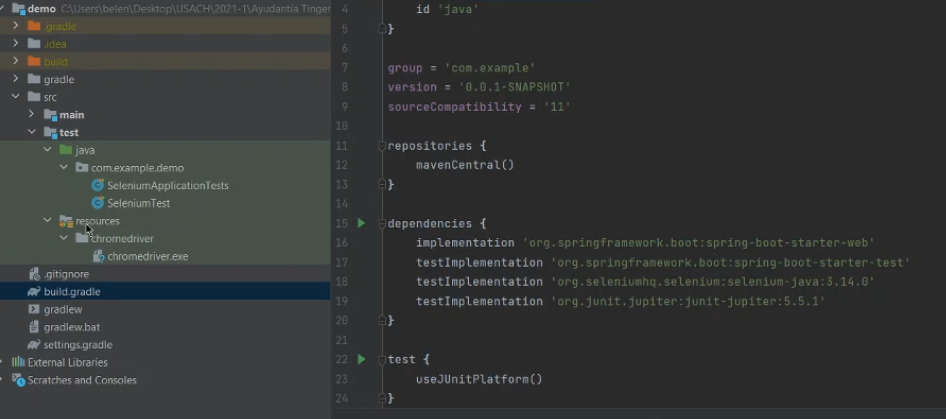 demo C:\Users\belen\Desktop\USACH\2021-1\Ayudantía Tinger
.gradle
.idea
build
gradle
src
main
test
java
com.example.demo
SeleniumApplicationTests
SeleniumTest
resources
chromedriver
chromedriver.exe
.gitignore
build.gradle
gradlew
gradlew.bat
settings.gradle
External Libraries
Scratches and Consoles
4 id 'java'
5 }
6
7 group = 'com.example'
8 version = '0.0.1-SNAPSHOT'
9 sourceCompatibility = '11'
10
11 repositories {
12 mavenCentral()
13 }
14
15 dependencies {
16 implementation 'org.springframework.boot:spring-boot-starter-web'
17 testImplementation 'org.springframework.boot:spring-boot-starter-test'
18 testImplementation 'org.seleniumhq.selenium:selenium-java:3.14.0'
19 testImplementation 'org.junit.jupiter:junit-jupiter:5.5.1'
20 }
21
22 test {
23 useJUnitPlatform()
24 }